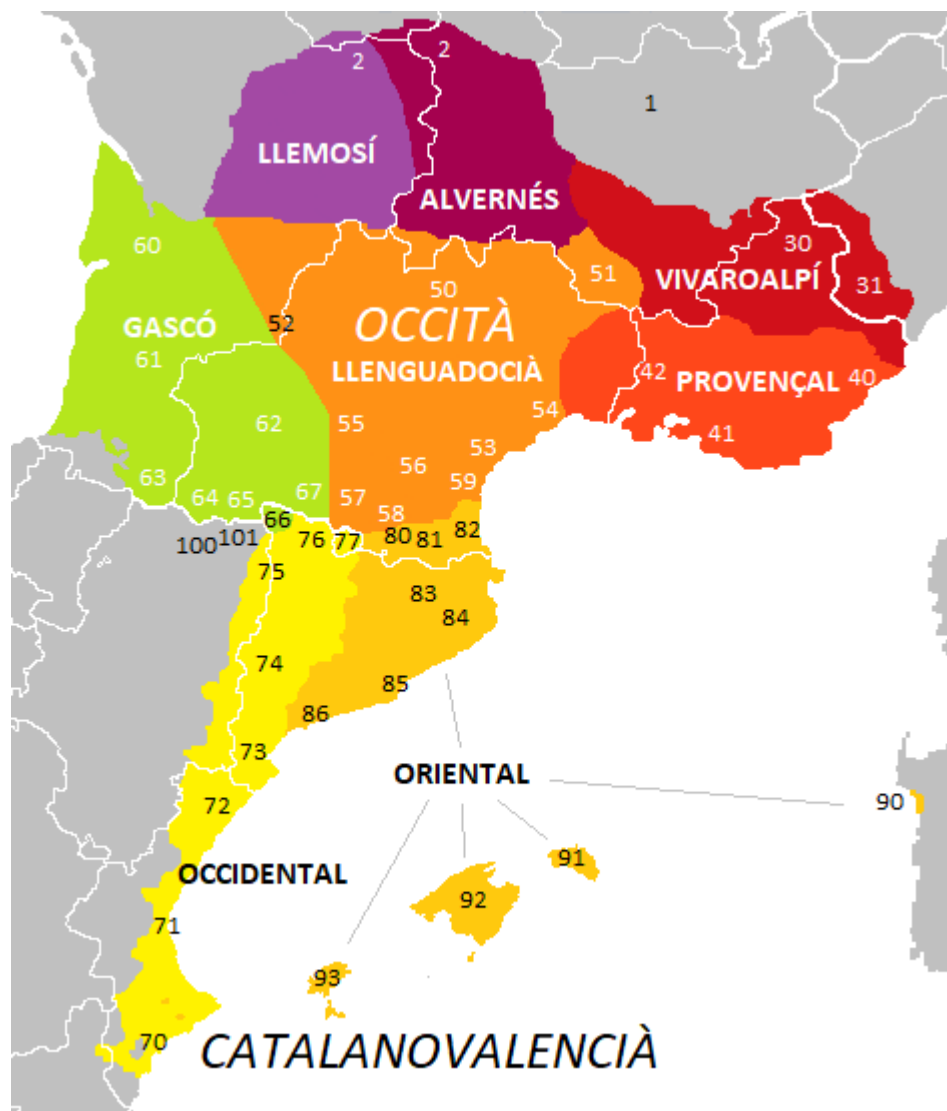 2 2
1
LLEMOSÍ
ALVERNÉS
60 30
51 VIVAROALPÍ 31
50
52 OCCITÀ
GASCÓ
61 LLENGUADOCIÀ 42 PROVENÇAL 40
62 55 54 41
53
56
63 64 65 67 57 59
58
66 76 77 80 81 82
100 101
75
83
84
74
85
86
73
ORIENTAL
72 90
OCCIDENTAL 91
92
71
93
70 CATALANOVALENCIÀ